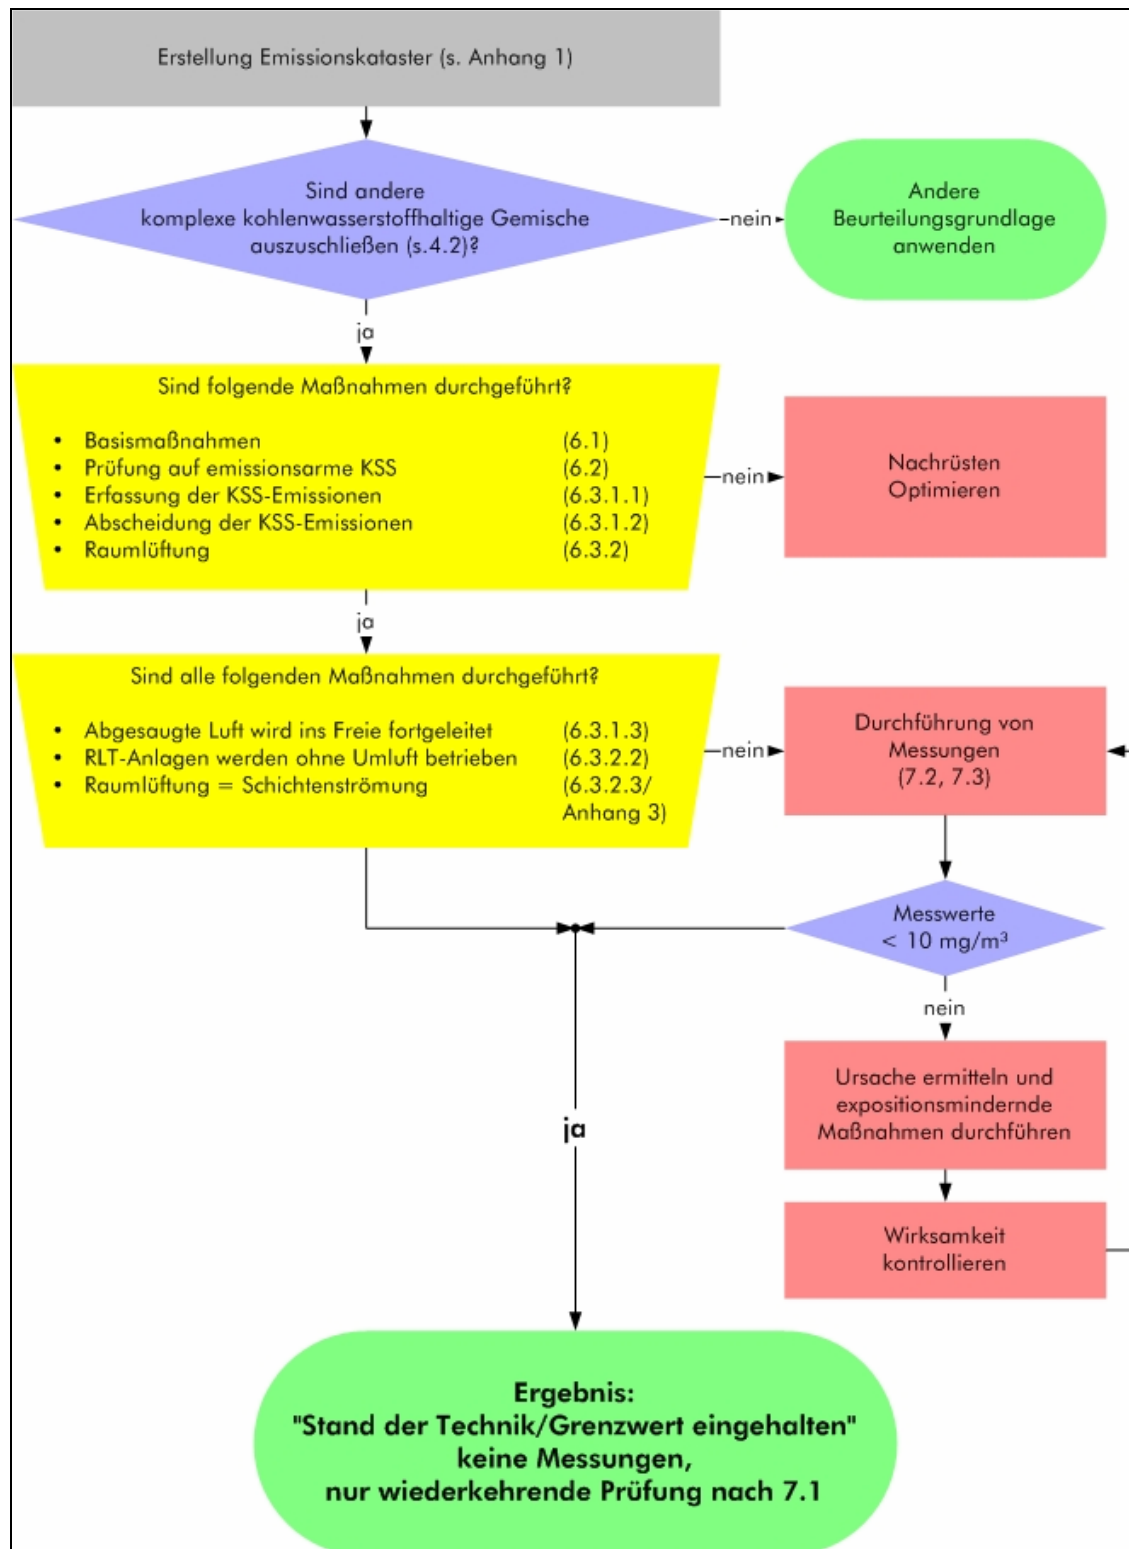 Erstellung Emissionskataster (s. Anhang 1)
Sind andere
komplexe kohlenwasserstoffhaltige Gemische
auszuschließen (s.4.2)?
nein
Andere
Beurteilungsgrundlage
anwenden
ja
Sind folgende Maßnahmen durchgeführt?
• Basismaßnahmen (6.1)
• Prüfung auf emissionsarme KSS (6.2)
• Erfassung der KSS-Emissionen (6.3.1.1)
• Abscheidung der KSS-Emissionen (6.3.1.2)
• Raumlüftung (6.3.2)
nein
Nachrüsten
Optimieren
ja
Sind alle folgenden Maßnahmen durchgeführt?
• Abgesaugte Luft wird ins Freie fortgeleitet (6.3.1.3)
• RLT-Anlagen werden ohne Umluft betrieben (6.3.2.2)
• Raumlüftung = Schichtenströmung (6.3.2.3/
Anhang 3)
nein
Durchführung von
Messungen
(7.2, 7.3)
Messwerte
< 10 mg/m³
nein
Ursache ermitteln und
expositionsmindernde
Maßnahmen durchführen
Wirksamkeit
kontrollieren
ja
Ergebnis:
"Stand der Technik/Grenzwert eingehalten"
keine Messungen,
nur wiederkehrende Prüfung nach 7.1